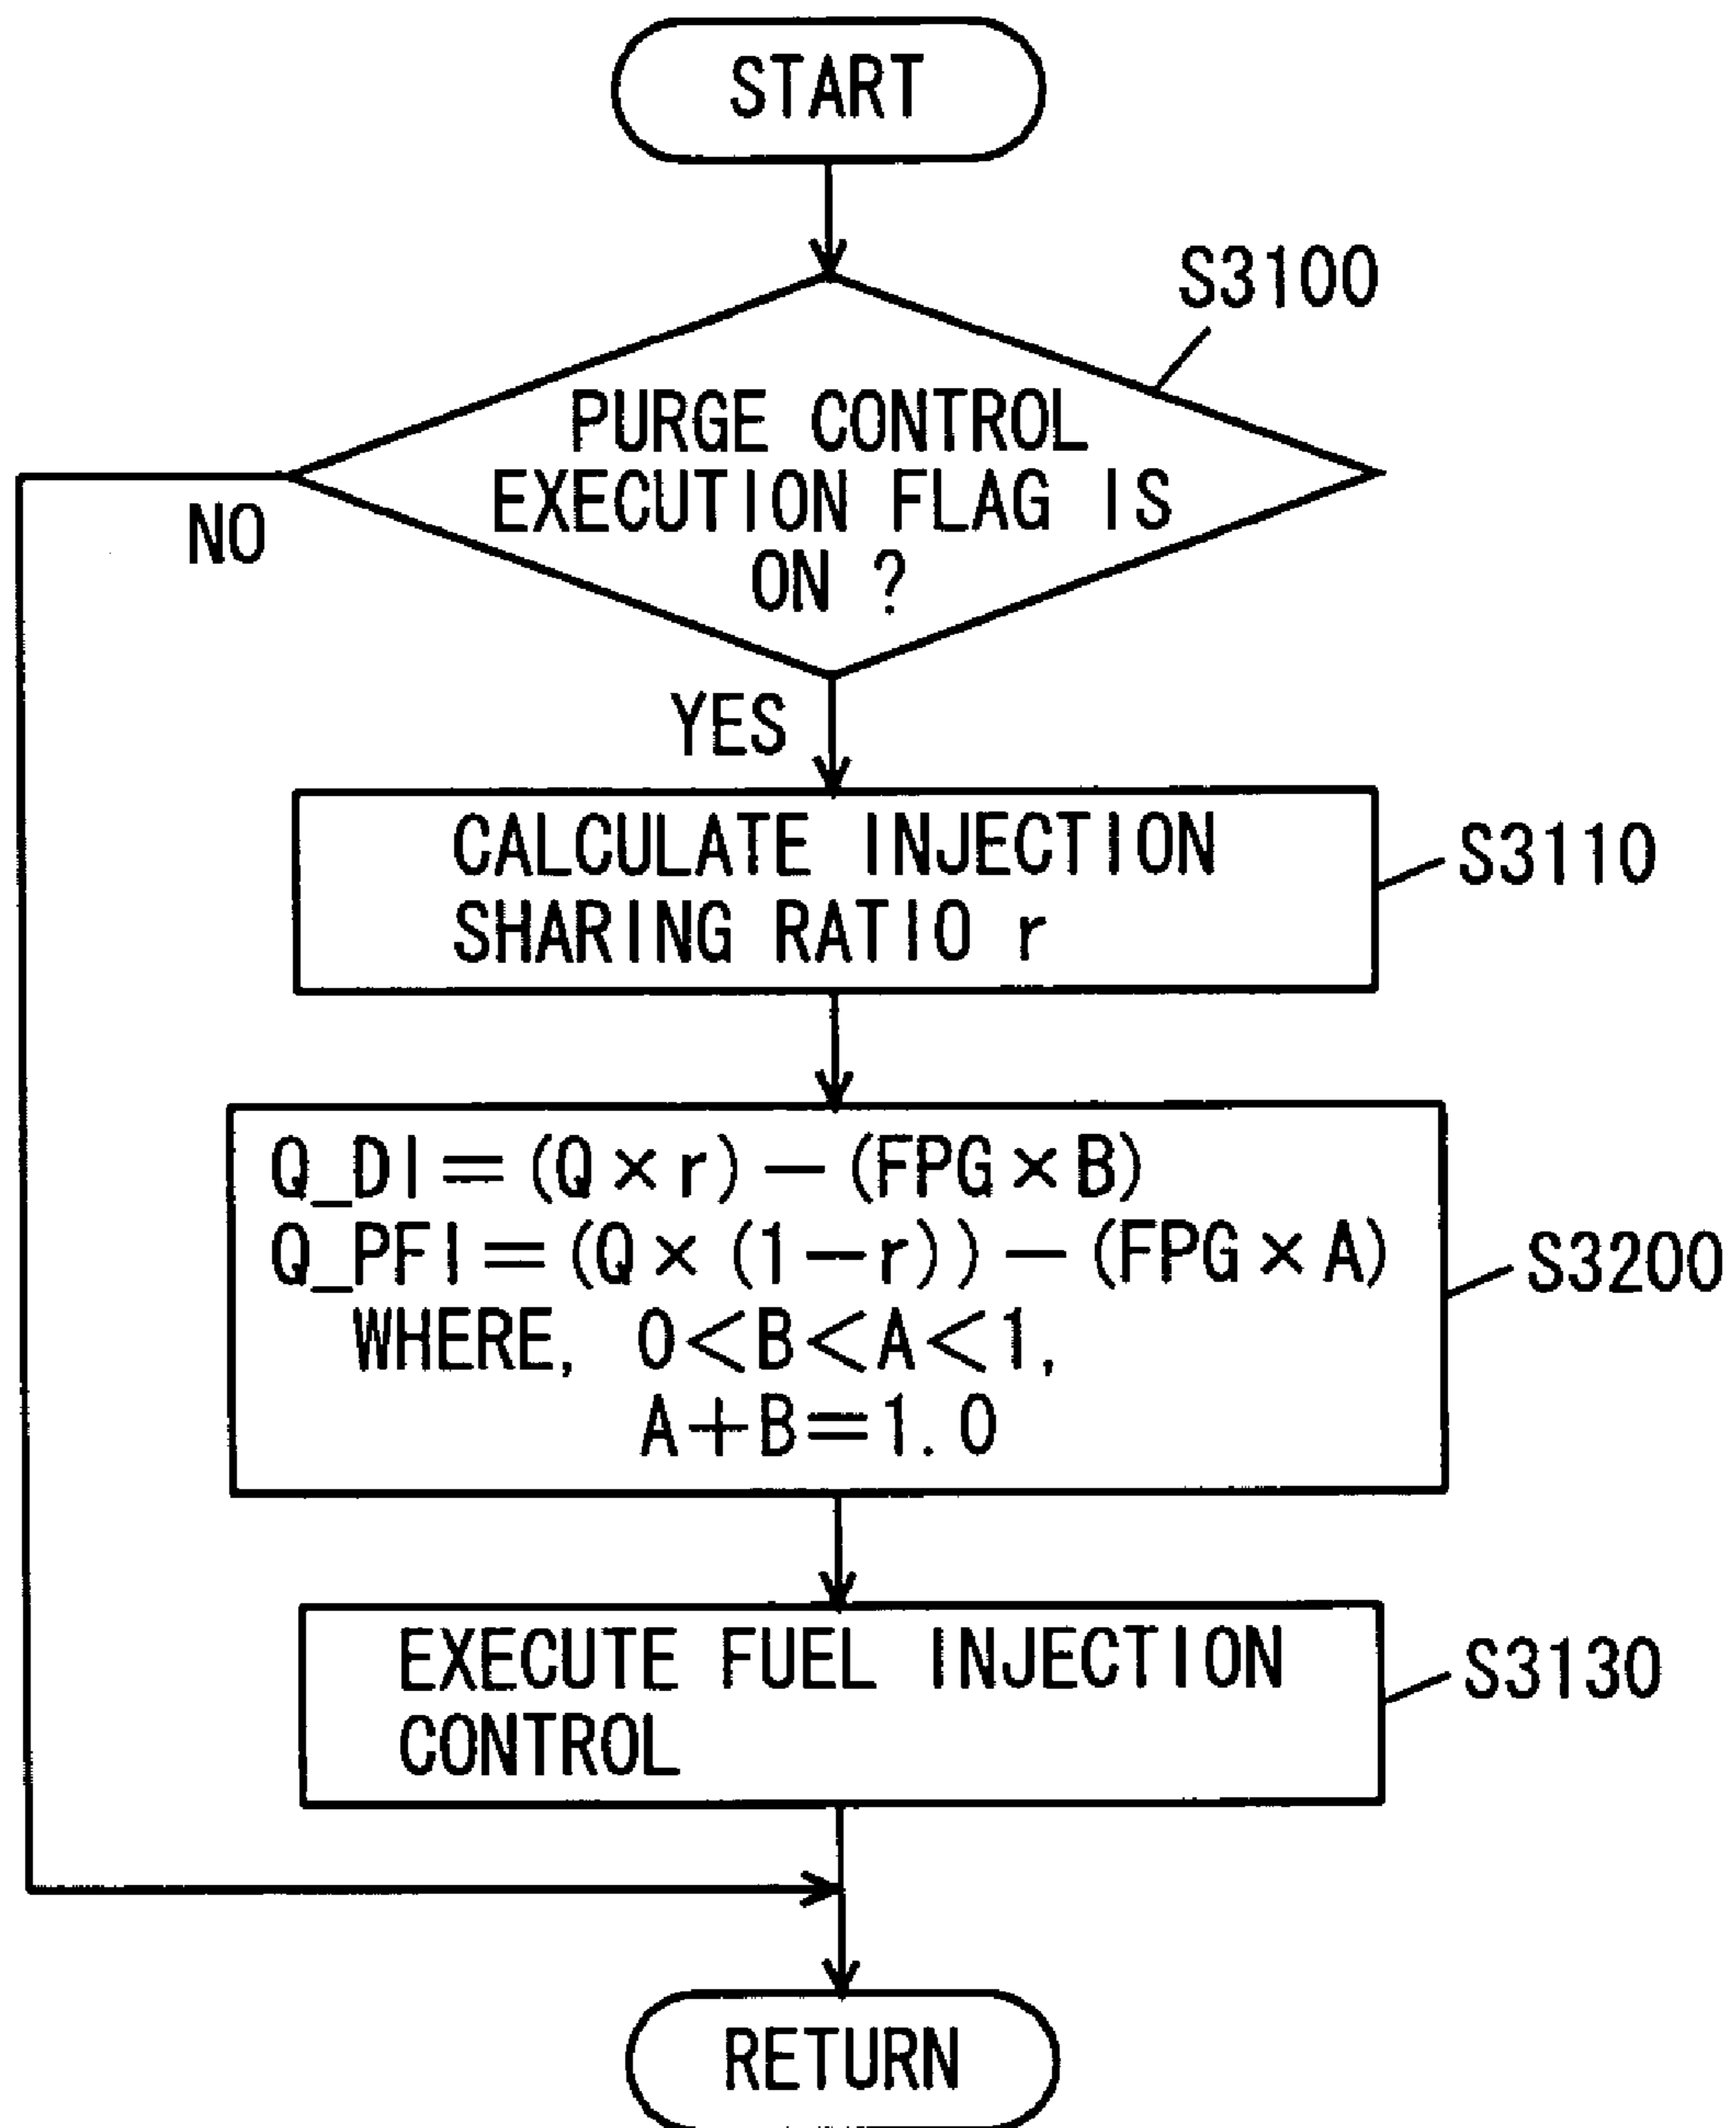 START
S3100
PURGE CONTROL
EXECUTION FLAG IS
ON ?
NO
YES
CALCULATE INJECTION
SHARING RATIO r
S3110
Q_DI=(Q×r)−(FPG×B)
Q_PFI=(Q×(1−r))−(FPG×A)
WHERE, 0<B<A<1,
A+B=1.0
S3200
EXECUTE FUEL INJECTION
CONTROL
S3130
RETURN